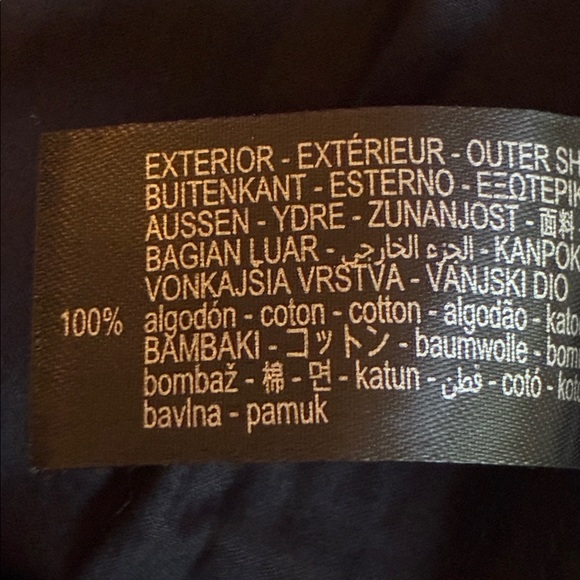 EXTERIOR - EXTÉRIEUR - OUTER SH
BUITENKANT - ESTERNO - ΕΞΩΤΕΡΙΚ
AUSSEN - YDRE - ZUNANJOST - 面料 -
BAGIAN LUAR - الجزء الخارجي - KANPOK
VONKAJŠIA VRSTVA - VANJSKI DIO
100% algodón - coton - cotton - algodão - kato
BAMBAKI - コットン - baumwolle - bom
bombaž - 棉 - 면 - katun - قطن - cotó - kot
bavlna - pamuk